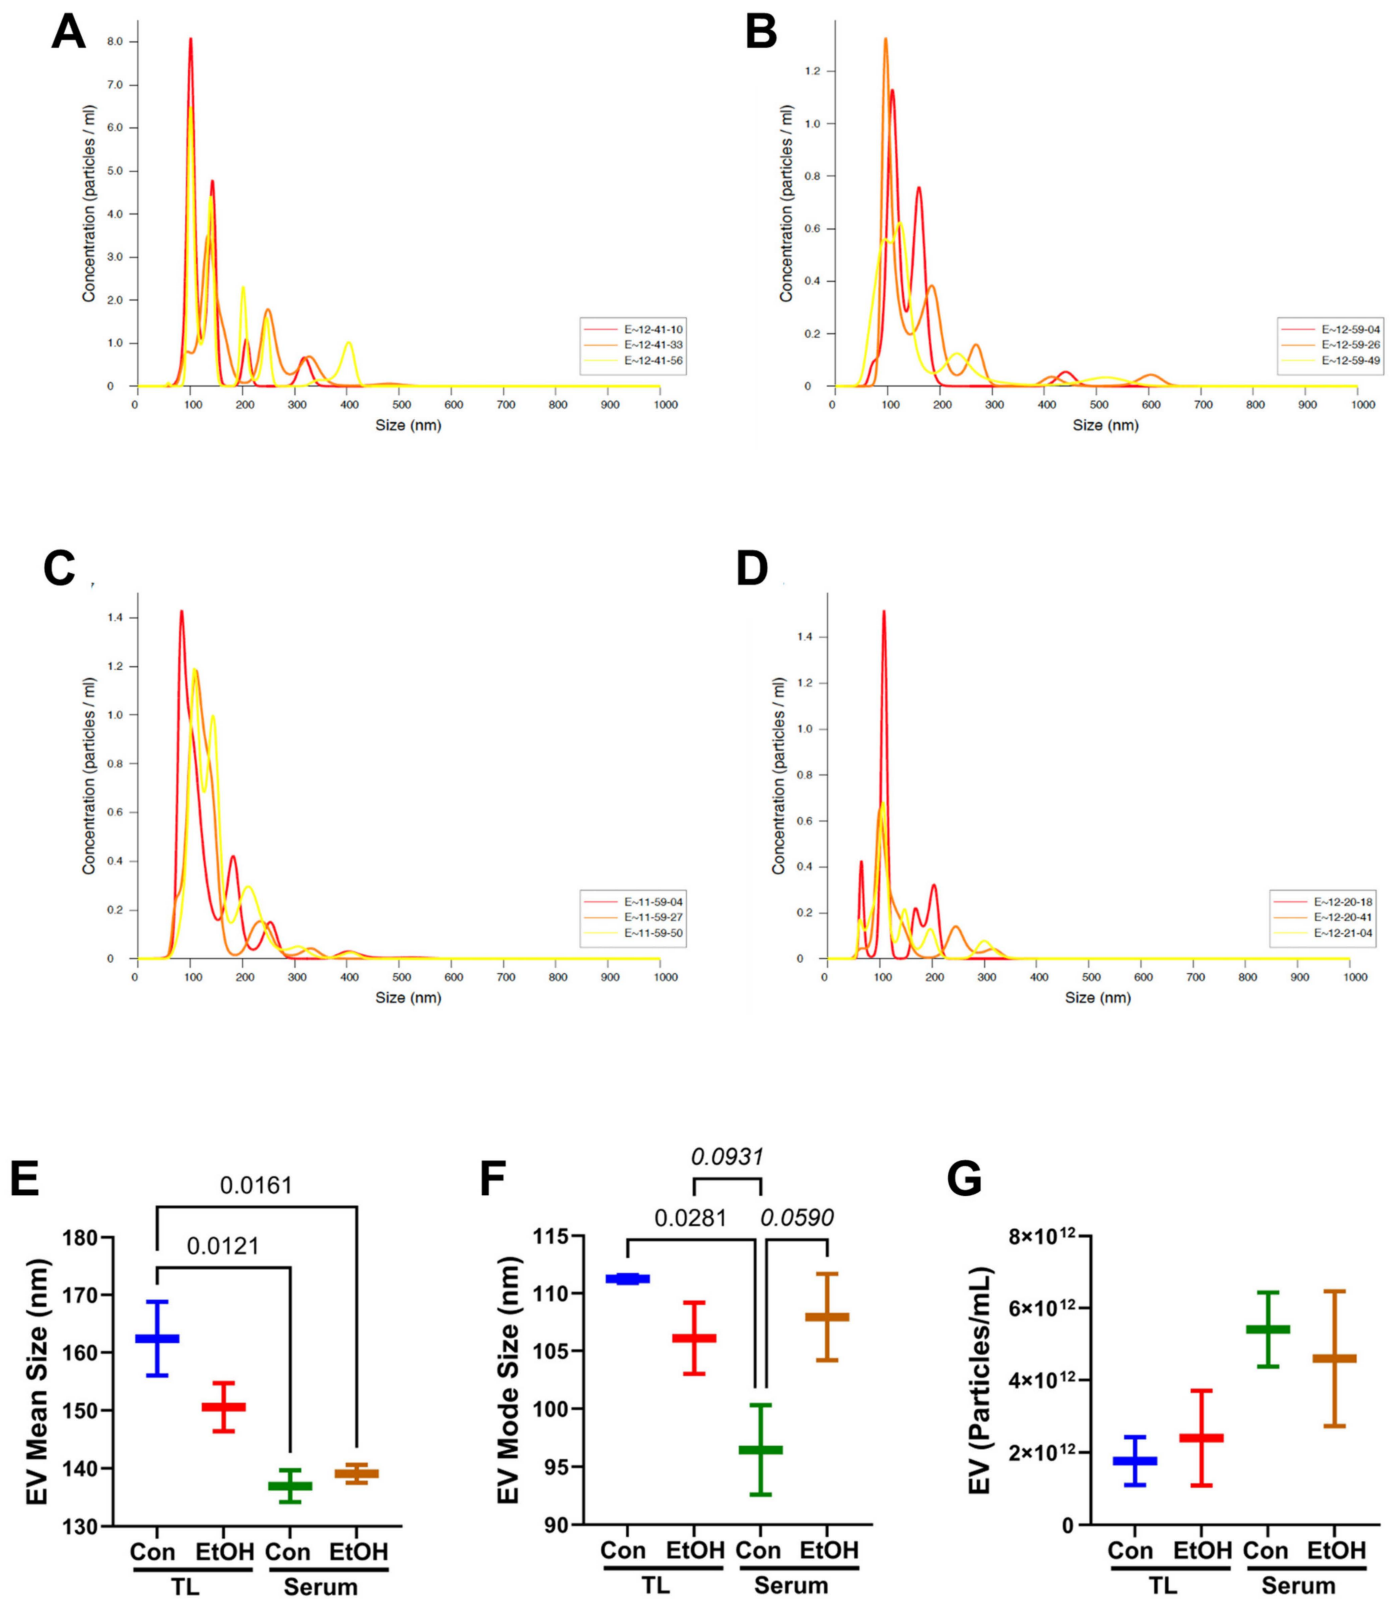 A
Concentration (particles / ml)
8.0
7.0
6.0
5.0
4.0
3.0
2.0
1.0
0
0 100 200 300 400 500 600 700 800 900 1000
Size (nm)
E~12-41-10
E~12-41-33
E~12-41-56
B
Concentration (particles / ml)
1.2
1.0
0.8
0.6
0.4
0.2
0
0 100 200 300 400 500 600 700 800 900 1000
Size (nm)
E~12-59-04
E~12-59-26
E~12-59-49
C
Concentration (particles / ml)
1.4
1.2
1.0
0.8
0.6
0.4
0.2
0
0 100 200 300 400 500 600 700 800 900 1000
Size (nm)
E~11-59-04
E~11-59-27
E~11-59-50
D
Concentration (particles / ml)
1.4
1.2
1.0
0.8
0.6
0.4
0.2
0
0 100 200 300 400 500 600 700 800 900 1000
Size (nm)
E~12-20-18
E~12-20-41
E~12-21-04
E
0.0161
0.0121
EV Mean Size (nm)
180
170
160
150
140
130
Con EtOH Con EtOH
TL Serum
F
0.0931
0.0281 0.0590
EV Mode Size (nm)
115
110
105
100
95
90
Con EtOH Con EtOH
TL Serum
G
EV (Particles/mL)
8×10¹²
6×10¹²
4×10¹²
2×10¹²
0
Con EtOH Con EtOH
TL Serum